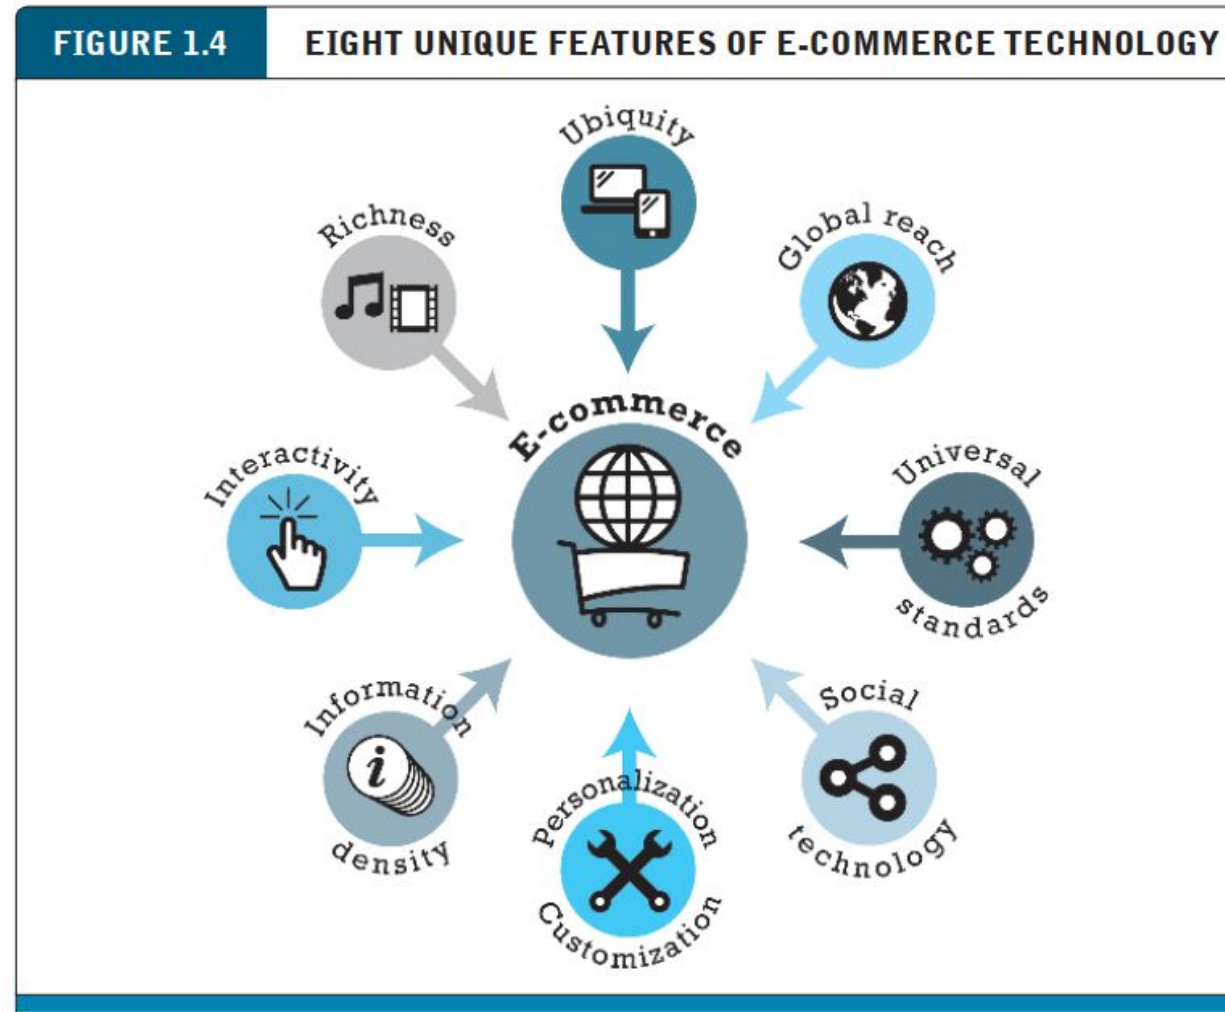 FIGURE 1.4
EIGHT UNIQUE FEATURES OF E-COMMERCE TECHNOLOGY
Ubiquity
Global reach
Universal
standards
Social
technology
Personalization
Customization
Information
density
Interactivity
Richness
E-commerce
i